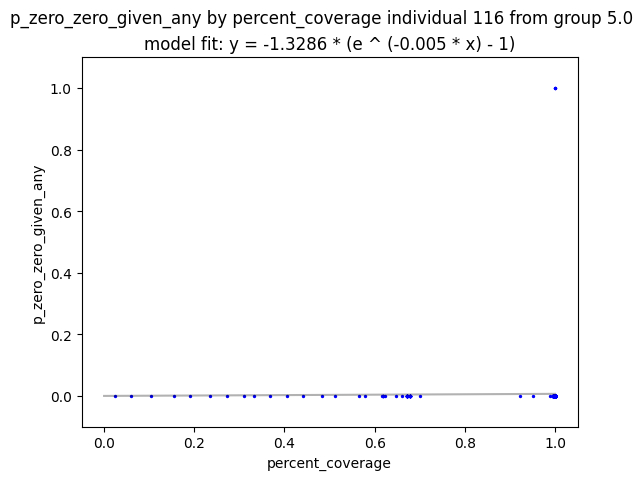 p_zero_zero_given_any by percent_coverage individual 116 from group 5.0
model fit: y = -1.3286 * (e ^ (-0.005 * x) - 1)
1.0
0.8
0.6
0.4
0.2
0.0
p_zero_zero_given_any
0.0 0.2 0.4 0.6 0.8 1.0
percent_coverage